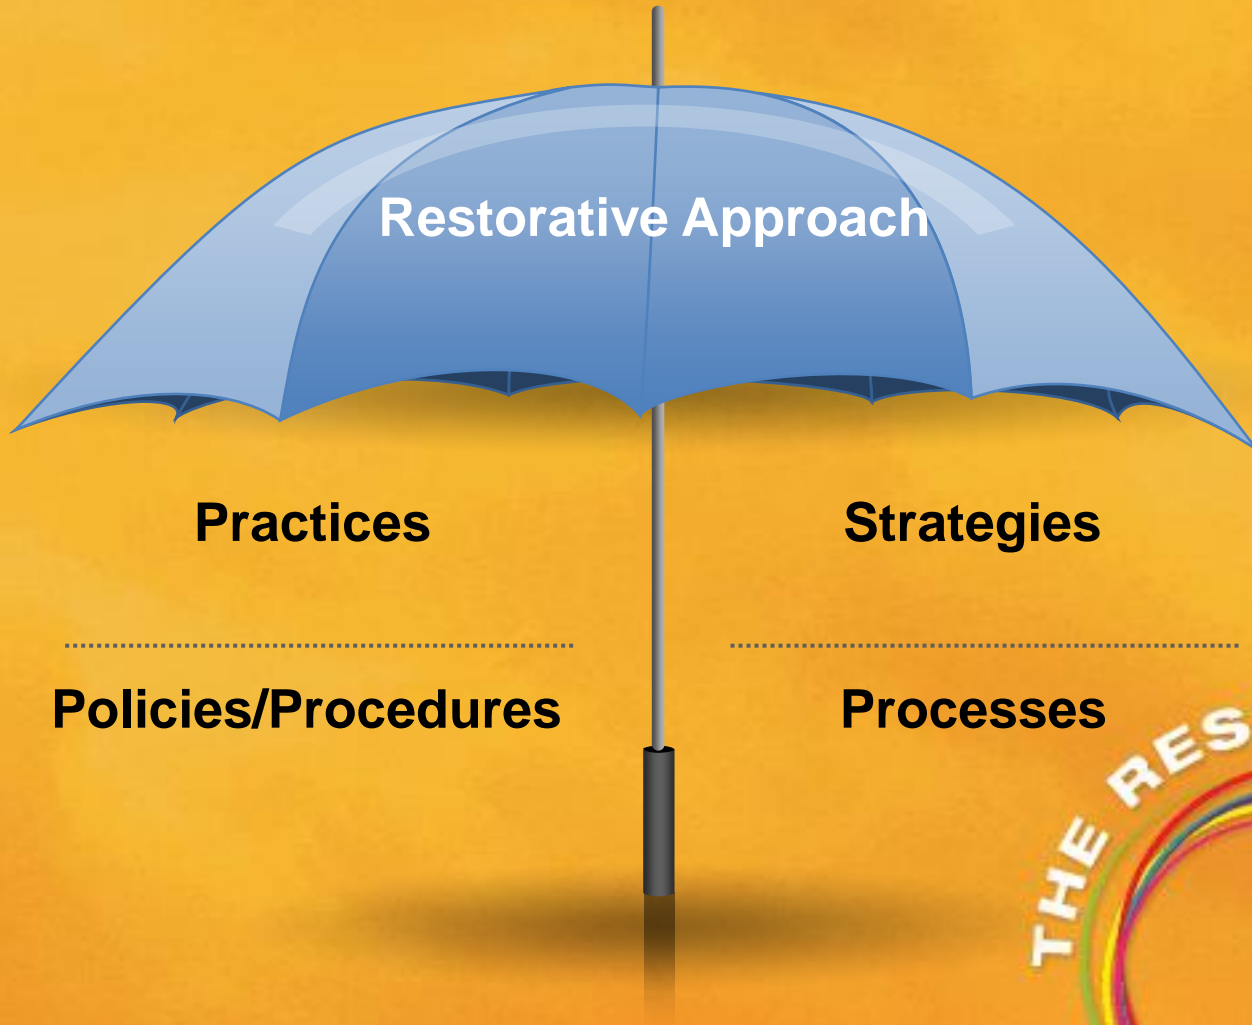 Restorative Approach
Practices
Strategies
Policies/Procedures
Processes
THE RES